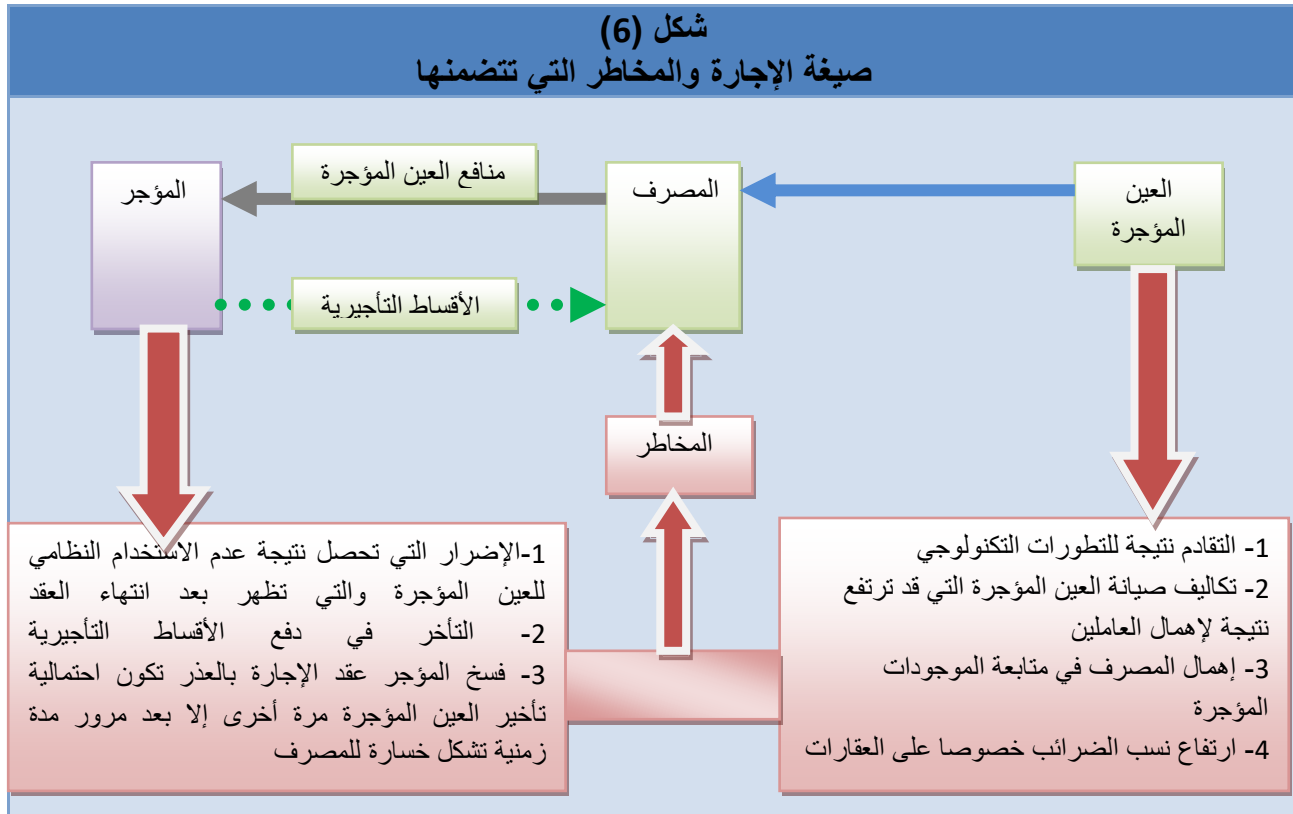 شكل (6)
صيغة الإجارة والمخاطر التي تتضمنها
العين
المؤجرة
المصرف
منافع العين المؤجرة
المؤجر
الأقساط التأجيرية
المخاطر
1- التقادم نتيجة للتطورات التكنولوجي
2- تكاليف صيانة العين المؤجرة التي قد ترتفع
نتيجة لإهمال العاملين
3- إهمال المصرف في متابعة الموجودات
المؤجرة
4- ارتفاع نسب الضرائب خصوصا على العقارات
1-الإضرار التي تحصل نتيجة عدم الاستخدام النظامي
للعين المؤجرة والتي تظهر بعد انتهاء العقد
2- التأخر في دفع الأقساط التأجيرية
3- فسخ المؤجر عقد الإجارة بالعذر تكون احتمالية
تأخير العين المؤجرة مرة أخرى إلا بعد مرور مدة
زمنية تشكل خسارة للمصرف